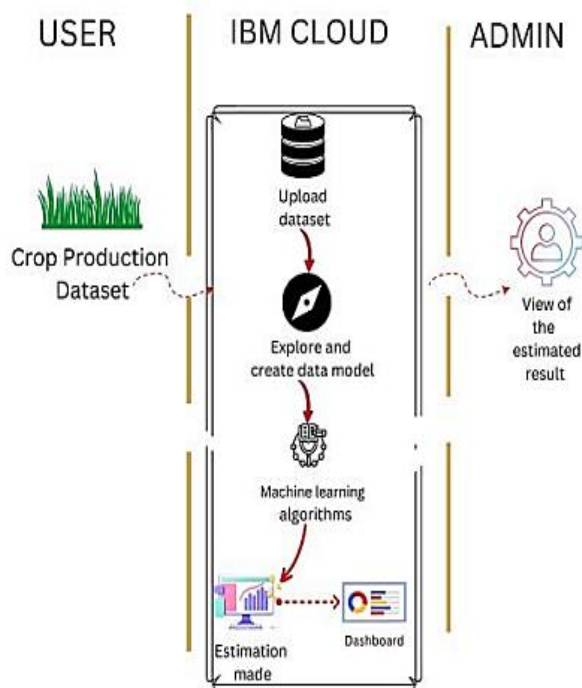 USER
IBM CLOUD
ADMIN
Upload
dataset
Crop Production
Dataset
Explore and
create data model
View of
the
estimated
result
Machine learning
algorithms
Estimation
made
Dashboard